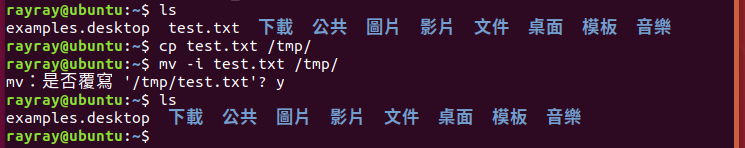 rayray@ubuntu:~$ ls
examples.desktop  test.txt  下載  公共  圖片  影片  文件  桌面  模板  音樂
rayray@ubuntu:~$ cp test.txt /tmp/
rayray@ubuntu:~$ mv -i test.txt /tmp/
mv：是否覆寫 '/tmp/test.txt'? y
rayray@ubuntu:~$ ls
examples.desktop  下載  公共  圖片  影片  文件  桌面  模板  音樂
rayray@ubuntu:~$